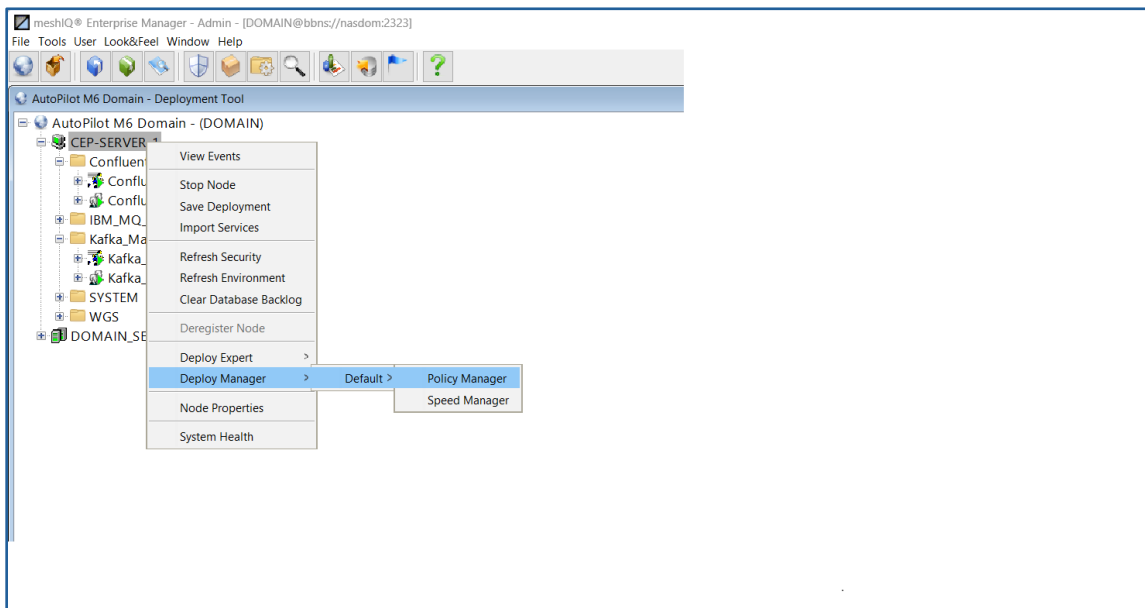 meshIQ® Enterprise Manager - Admin - [DOMAIN@bbns://nasdom:2323]
File Tools User Look&Feel Window Help
AutoPilot M6 Domain - Deployment Tool
AutoPilot M6 Domain - (DOMAIN)
CEP-SERVER_1
Confluen
Conflu
Conflu
IBM_MQ_
Kafka_Ma
Kafka_
Kafka_
SYSTEM
WGS
DOMAIN_SE
View Events
Stop Node
Save Deployment
Import Services
Refresh Security
Refresh Environment
Clear Database Backlog
Deregister Node
Deploy Expert >
Deploy Manager >
Node Properties
System Health
Default >
Policy Manager
Speed Manager